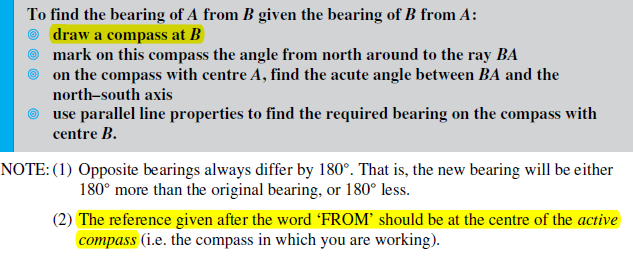 To find the bearing of A from B given the bearing of B from A:
draw a compass at B
mark on this compass the angle from north around to the ray BA
on the compass with centre A, find the acute angle between BA and the
north–south axis
use parallel line properties to find the required bearing on the compass with
centre B.
NOTE: (1) Opposite bearings always differ by 180°. That is, the new bearing will be either
180° more than the original bearing, or 180° less.
(2) The reference given after the word ‘FROM’ should be at the centre of the active
compass (i.e. the compass in which you are working).